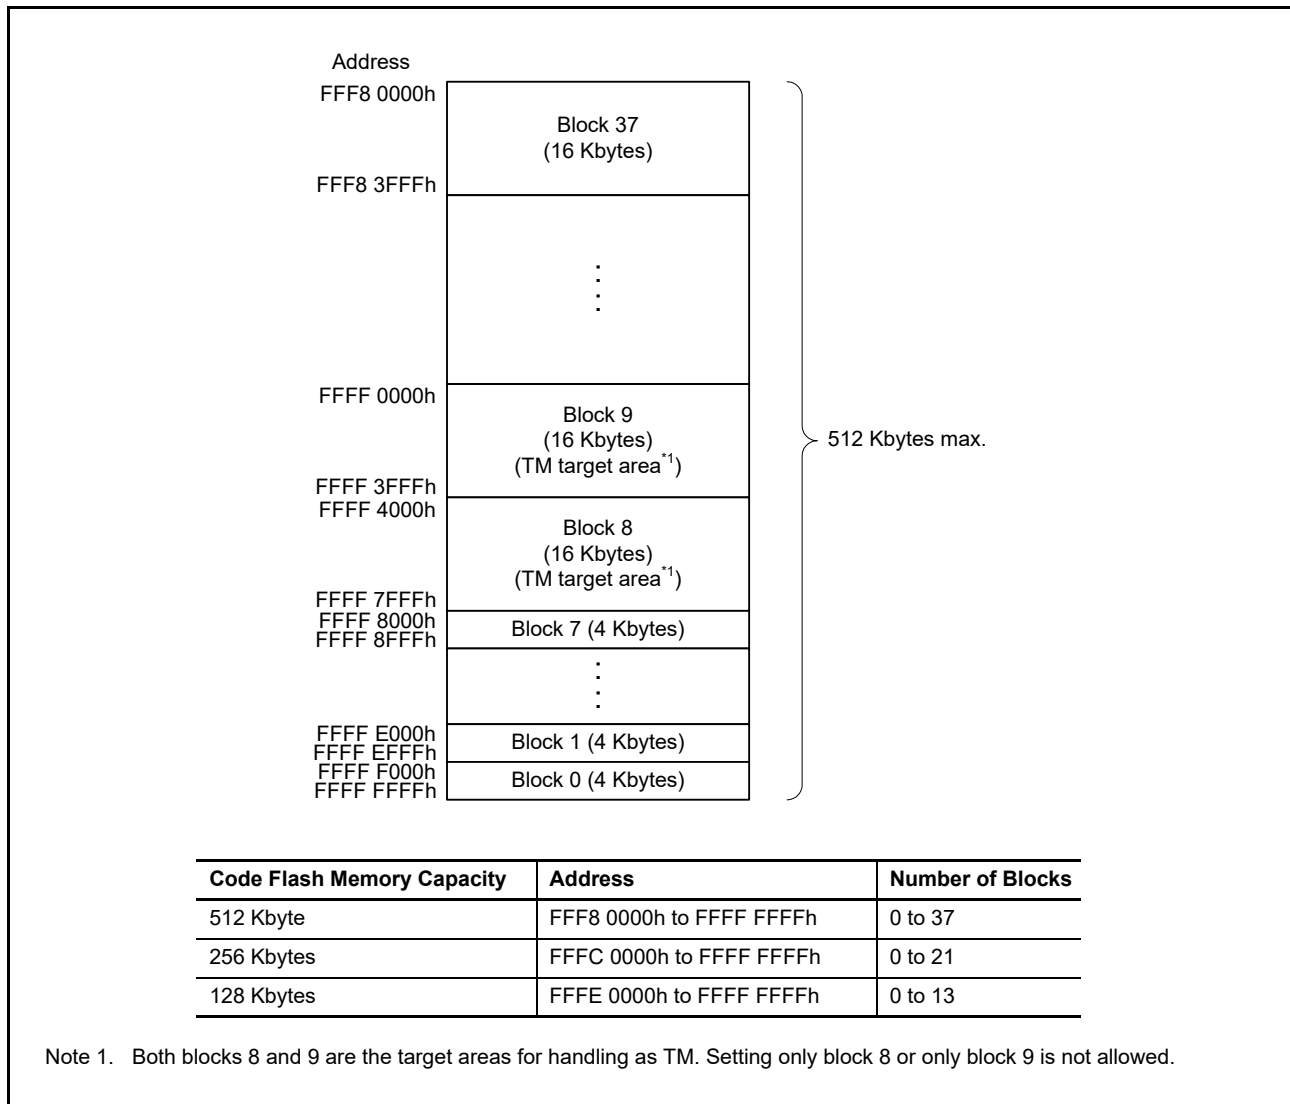 Address
FFF8 0000h
Block 37
(16 Kbytes)
FFF8 3FFFh
FFFF 0000h
Block 9
(16 Kbytes)
(TM target area*1)
512 Kbytes max.
FFFF 3FFFh
FFFF 4000h
Block 8
(16 Kbytes)
(TM target area*1)
FFFF 7FFFh
FFFF 8000h
Block 7 (4 Kbytes)
FFFF 8FFFh
FFFF E000h
Block 1 (4 Kbytes)
FFFF EFFFh
FFFF F000h
Block 0 (4 Kbytes)
FFFF FFFFh
Code Flash Memory Capacity Address Number of Blocks
512 Kbyte FFF8 0000h to FFFF FFFFh 0 to 37
256 Kbytes FFFC 0000h to FFFF FFFFh 0 to 21
128 Kbytes FFFE 0000h to FFFF FFFFh 0 to 13
Note 1. Both blocks 8 and 9 are the target areas for handling as TM. Setting only block 8 or only block 9 is not allowed.